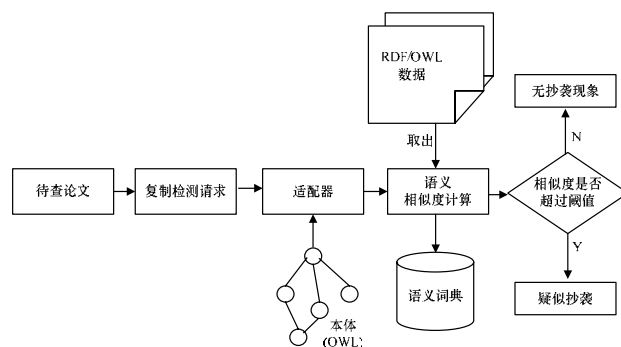 RDF/OWL
数据
无抄袭现象
取出
N
待查论文
复制检测请求
适配器
语义
相似度计算
相似度是否
超过阈值
Y
语义词典
疑似抄袭
本体
(OWL)